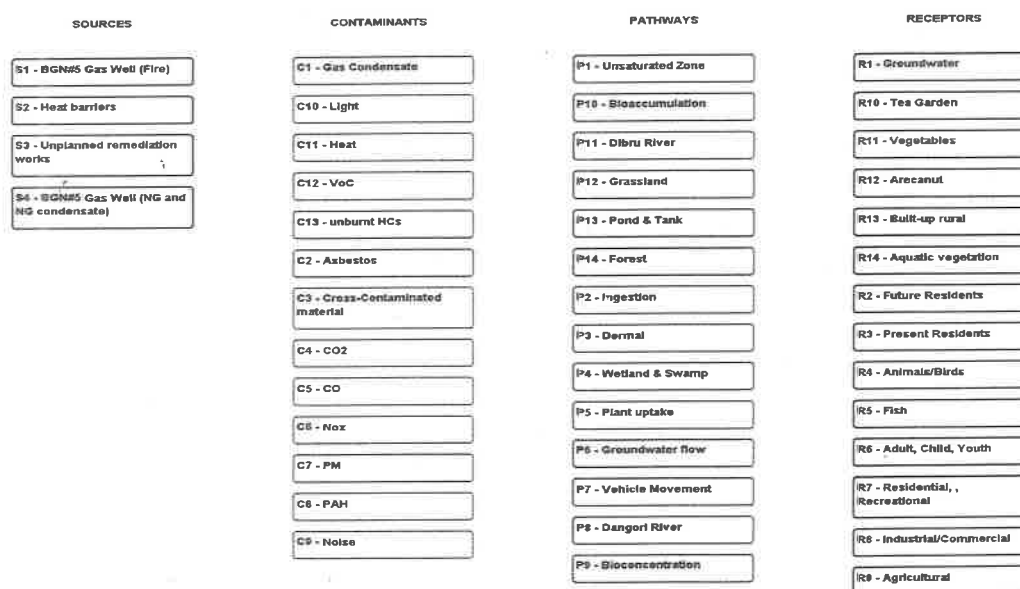 SOURCES
S1 - BGN#5 Gas Well (Fire)
S2 - Heat barriers
S3 - Unplanned remediation
works
S4 - BGN#5 Gas Well (NG and
NG condensate)
CONTAMINANTS
C1 - Gas Condensate
C10 - Light
C11 - Heat
C12 - VoC
C13 - unburnt HCs
C2 - Asbestos
C3 - Cross-Contaminated
material
C4 - CO2
C5 - CO
C6 - Nox
C7 - PM
C8 - PAH
C9 - Noise
PATHWAYS
P1 - Unsaturated Zone
P10 - Bioaccumulation
P11 - Dibru River
P12 - Grassland
P13 - Pond & Tank
P14 - Forest
P2 - Ingestion
P3 - Dermal
P4 - Wetland & Swamp
P5 - Plant uptake
P6 - Groundwater flow
P7 - Vehicle Movement
P8 - Dangori River
P9 - Bioconcentration
RECEPTORS
R1 - Groundwater
R10 - Tea Garden
R11 - Vegetables
R12 - Arecanut
R13 - Built-up rural
R14 - Aquatic vegetation
R2 - Future Residents
R3 - Present Residents
R4 - Animals/Birds
R5 - Fish
R6 - Adult, Child, Youth
R7 - Residential, ,
Recreational
R8 - Industrial/Commercial
R9 - Agricultural